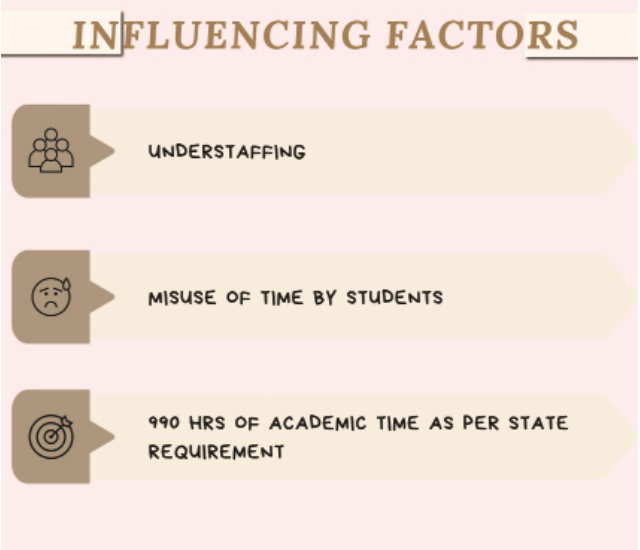 INFLUENCING FACTORS
UNDERSTAFFING
MISUSE OF TIME BY STUDENTS
990 HRS OF ACADEMIC TIME AS PER STATE
REQUIREMENT